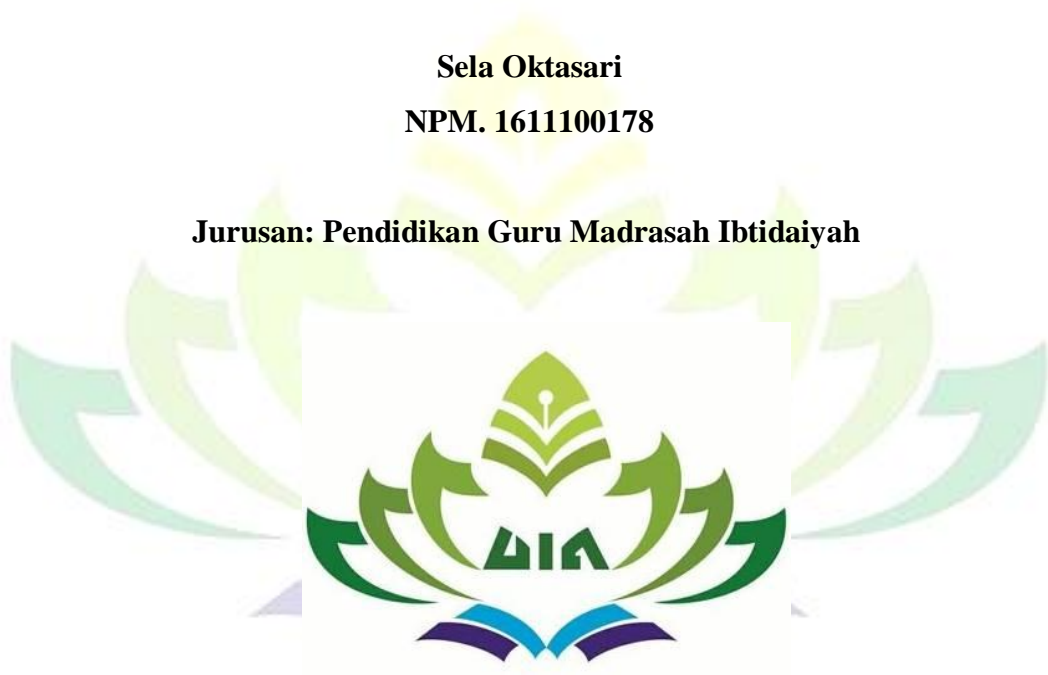 Sela Oktasari
NPM. 1611100178
Jurusan: Pendidikan Guru Madrasah Ibtidaiyah
UIN